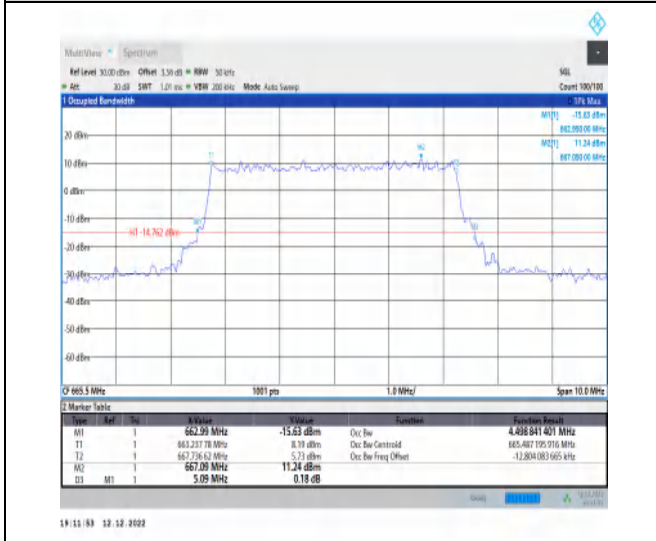 MultiView Spectrum
Ref Level 30.00 dBm Offset 3.56 dB RBW 50 kHz SGL
Att 30 dB SWT 1.01 ms VBW 200 kHz Mode Auto Sweep Count 100/100
1 Occupied Bandwidth 1Pk Max
M1[1] -15.63 dBm
662.99000 MHz
M2[1] 11.24 dBm
667.09000 MHz
20 dBm
M2
T1
10 dBm
0 dBm
-10 dBm
M1
H1 -14.762 dBm
-20 dBm
-30 dBm
-40 dBm
-50 dBm
-60 dBm
CF 665.5 MHz 1001 pts 1.0 MHz/ Span 10.0 MHz
2 Marker Table
Type Ref Trc X-Value Y-Value Function Function Result
M1 1 662.99 MHz -15.63 dBm Occ Bw 4.498 841 401 MHz
T1 1 663.237 78 MHz 8.19 dBm Occ Bw Centroid 665.487 195 916 MHz
T2 1 667.736 62 MHz 5.73 dBm Occ Bw Freq Offset -12.804 083 665 kHz
M2 1 667.09 MHz 11.24 dBm
D3 M1 1 5.09 MHz 0.18 dB
19:11:53 12.12.2022